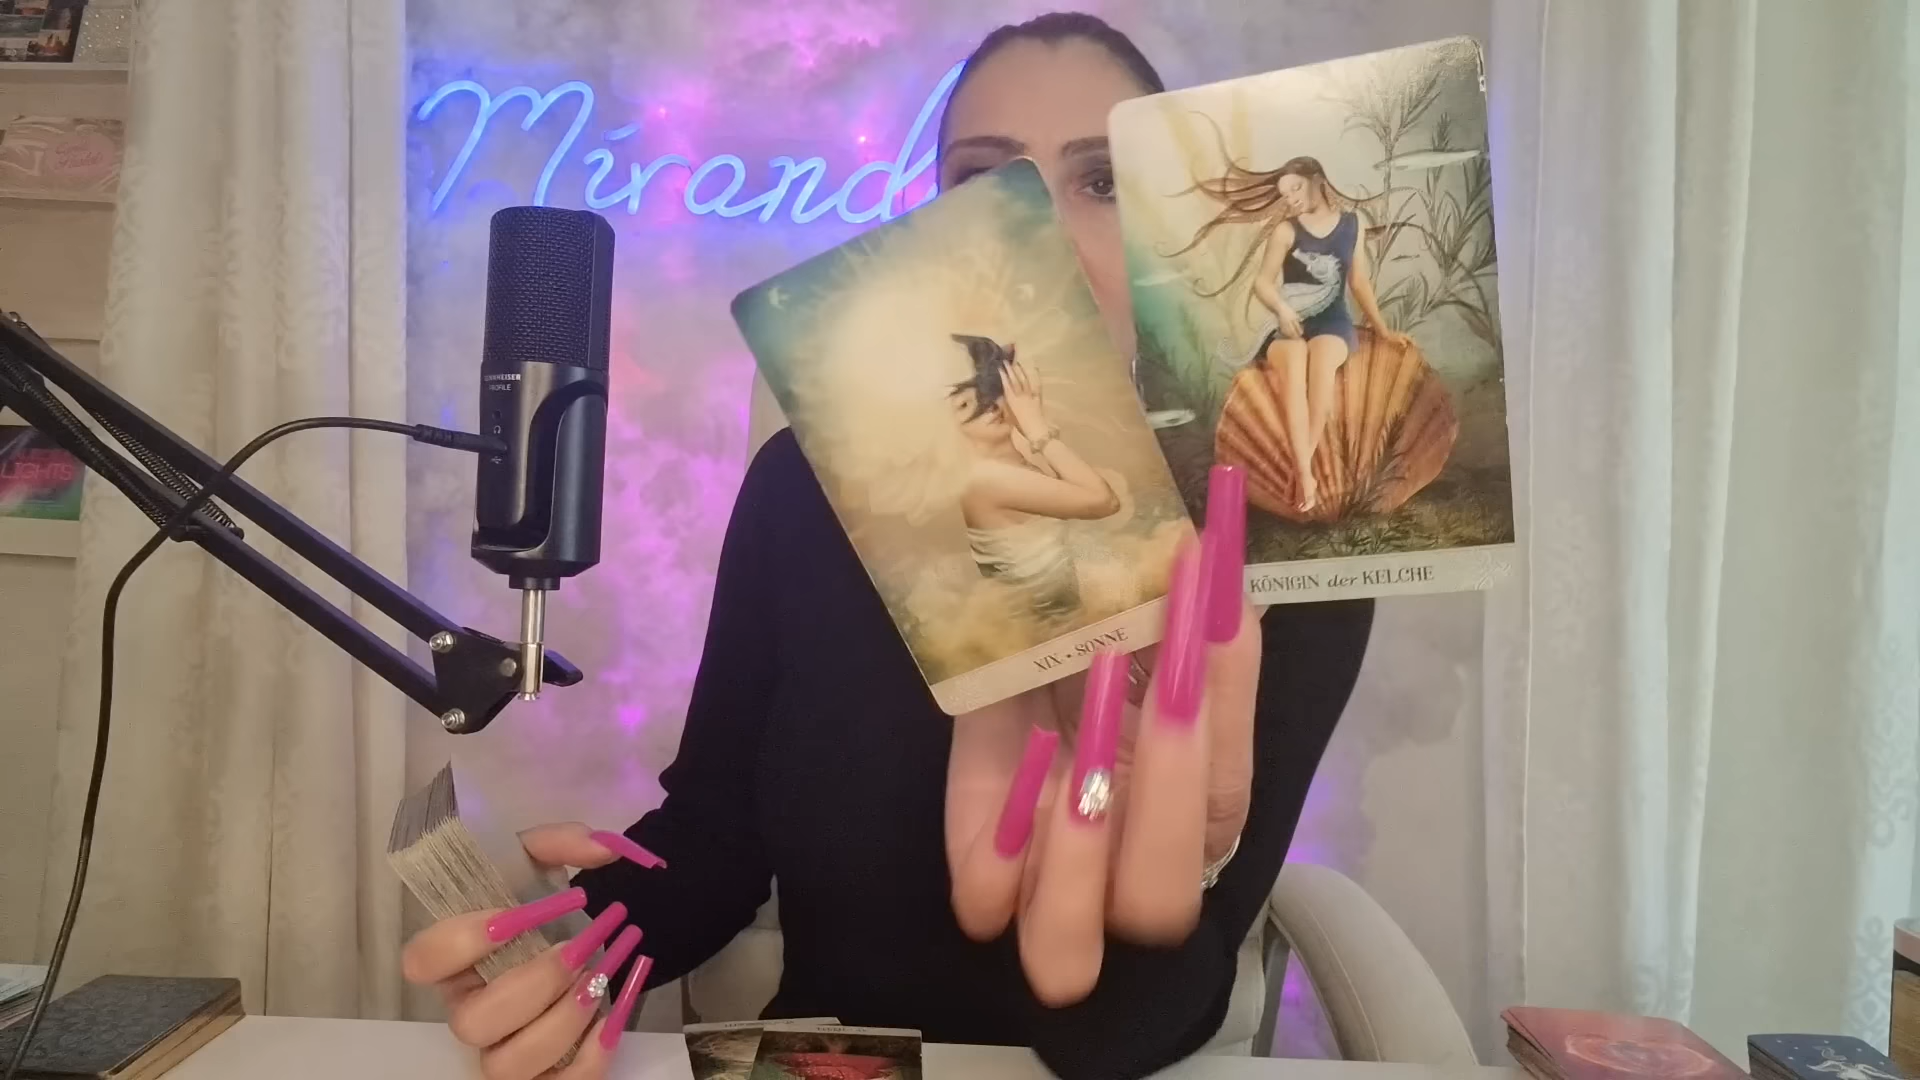 Mirand
SENNHEISER
PROFILE
LIGHTS
XIX • SONNE
KÖNIGIN der KELCHE